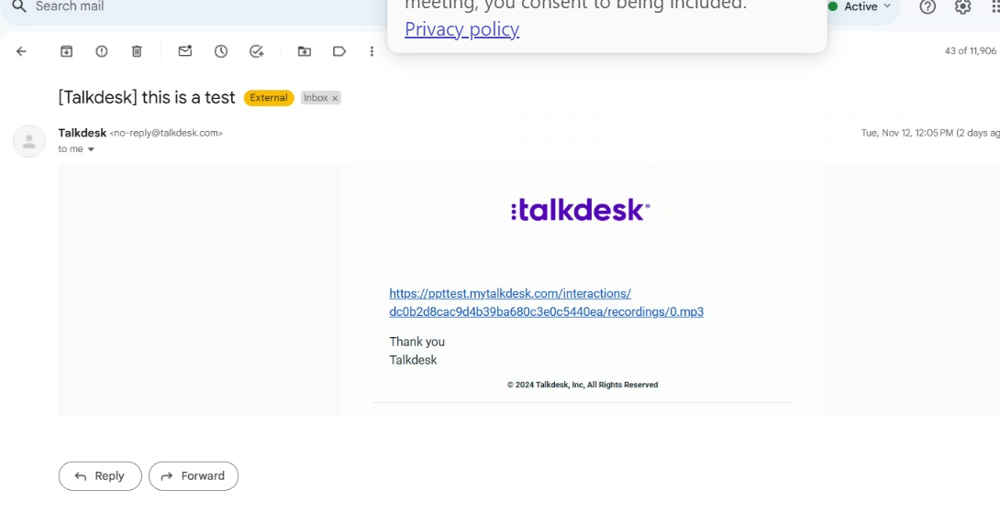 Search mail
meeting, you consent to being included.
Privacy policy
Active
43 of 11,906
[Talkdesk] this is a test External Inbox x
Talkdesk <no-reply@talkdesk.com>
Tue, Nov 12, 12:05 PM (2 days ag
to me
talkdesk®
https://ppttest.mytalkdesk.com/interactions/
dc0b2d8cac9d4b39ba680c3e0c5440ea/recordings/0.mp3
Thank you
Talkdesk
© 2024 Talkdesk, Inc, All Rights Reserved
Reply
Forward